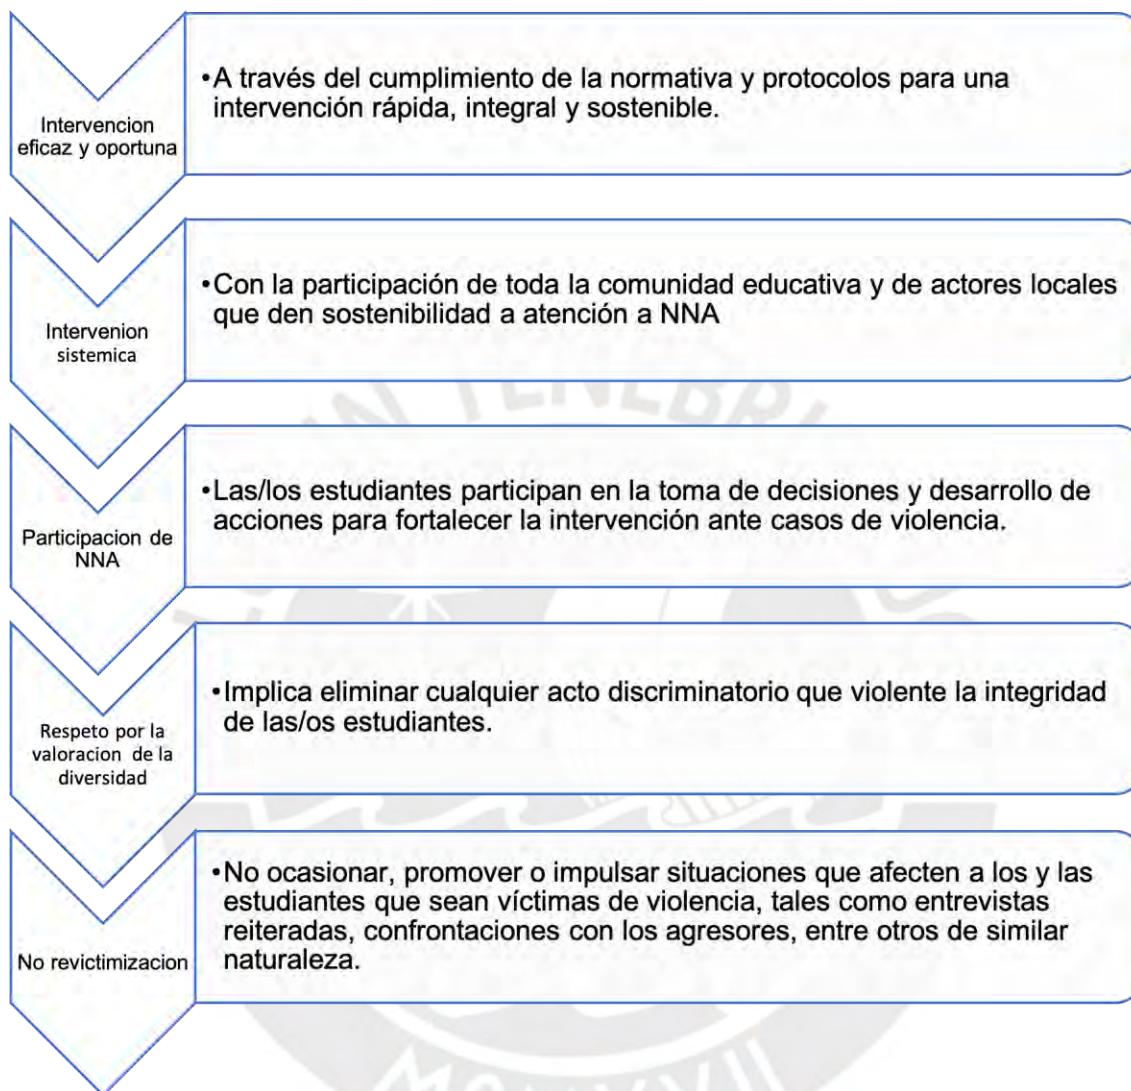 Intervencion
eficaz y oportuna
•A través del cumplimiento de la normativa y protocolos para una
intervención rápida, integral y sostenible.
Intervenion
sistemica
•Con la participación de toda la comunidad educativa y de actores locales
que den sostenibilidad a atención a NNA
Participacion de
NNA
•Las/los estudiantes participan en la toma de decisiones y desarrollo de
acciones para fortalecer la intervención ante casos de violencia.
Respeto por la
valoracion de la
diversidad
•Implica eliminar cualquier acto discriminatorio que violente la integridad
de las/os estudiantes.
No revictimizacion
•No ocasionar, promover o impulsar situaciones que afecten a los y las
estudiantes que sean víctimas de violencia, tales como entrevistas
reiteradas, confrontaciones con los agresores, entre otros de similar
naturaleza.
IN TENEBRI